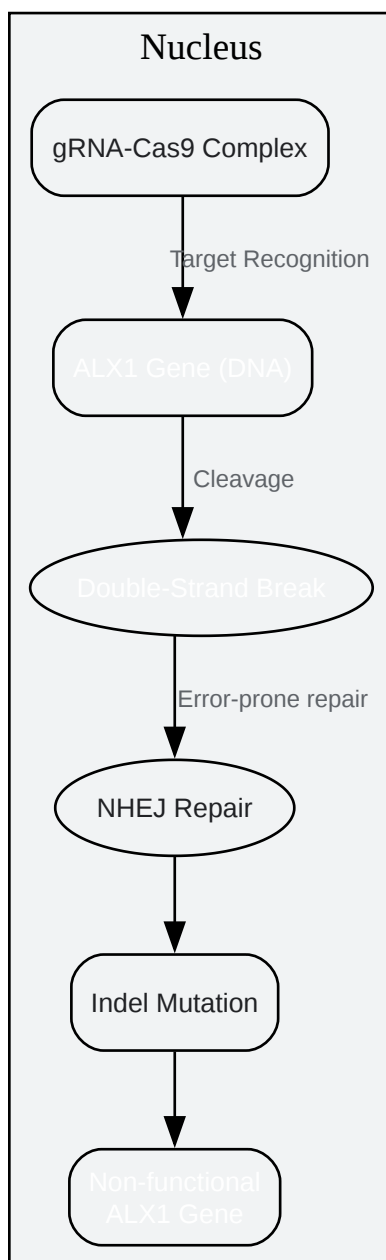 Nucleus
gRNA-Cas9 Complex
Target Recognition
ALX1 Gene (DNA)
Cleavage
Double-Strand Break
Error-prone repair
NHEJ Repair
Indel Mutation
Non-functional
ALX1 Gene